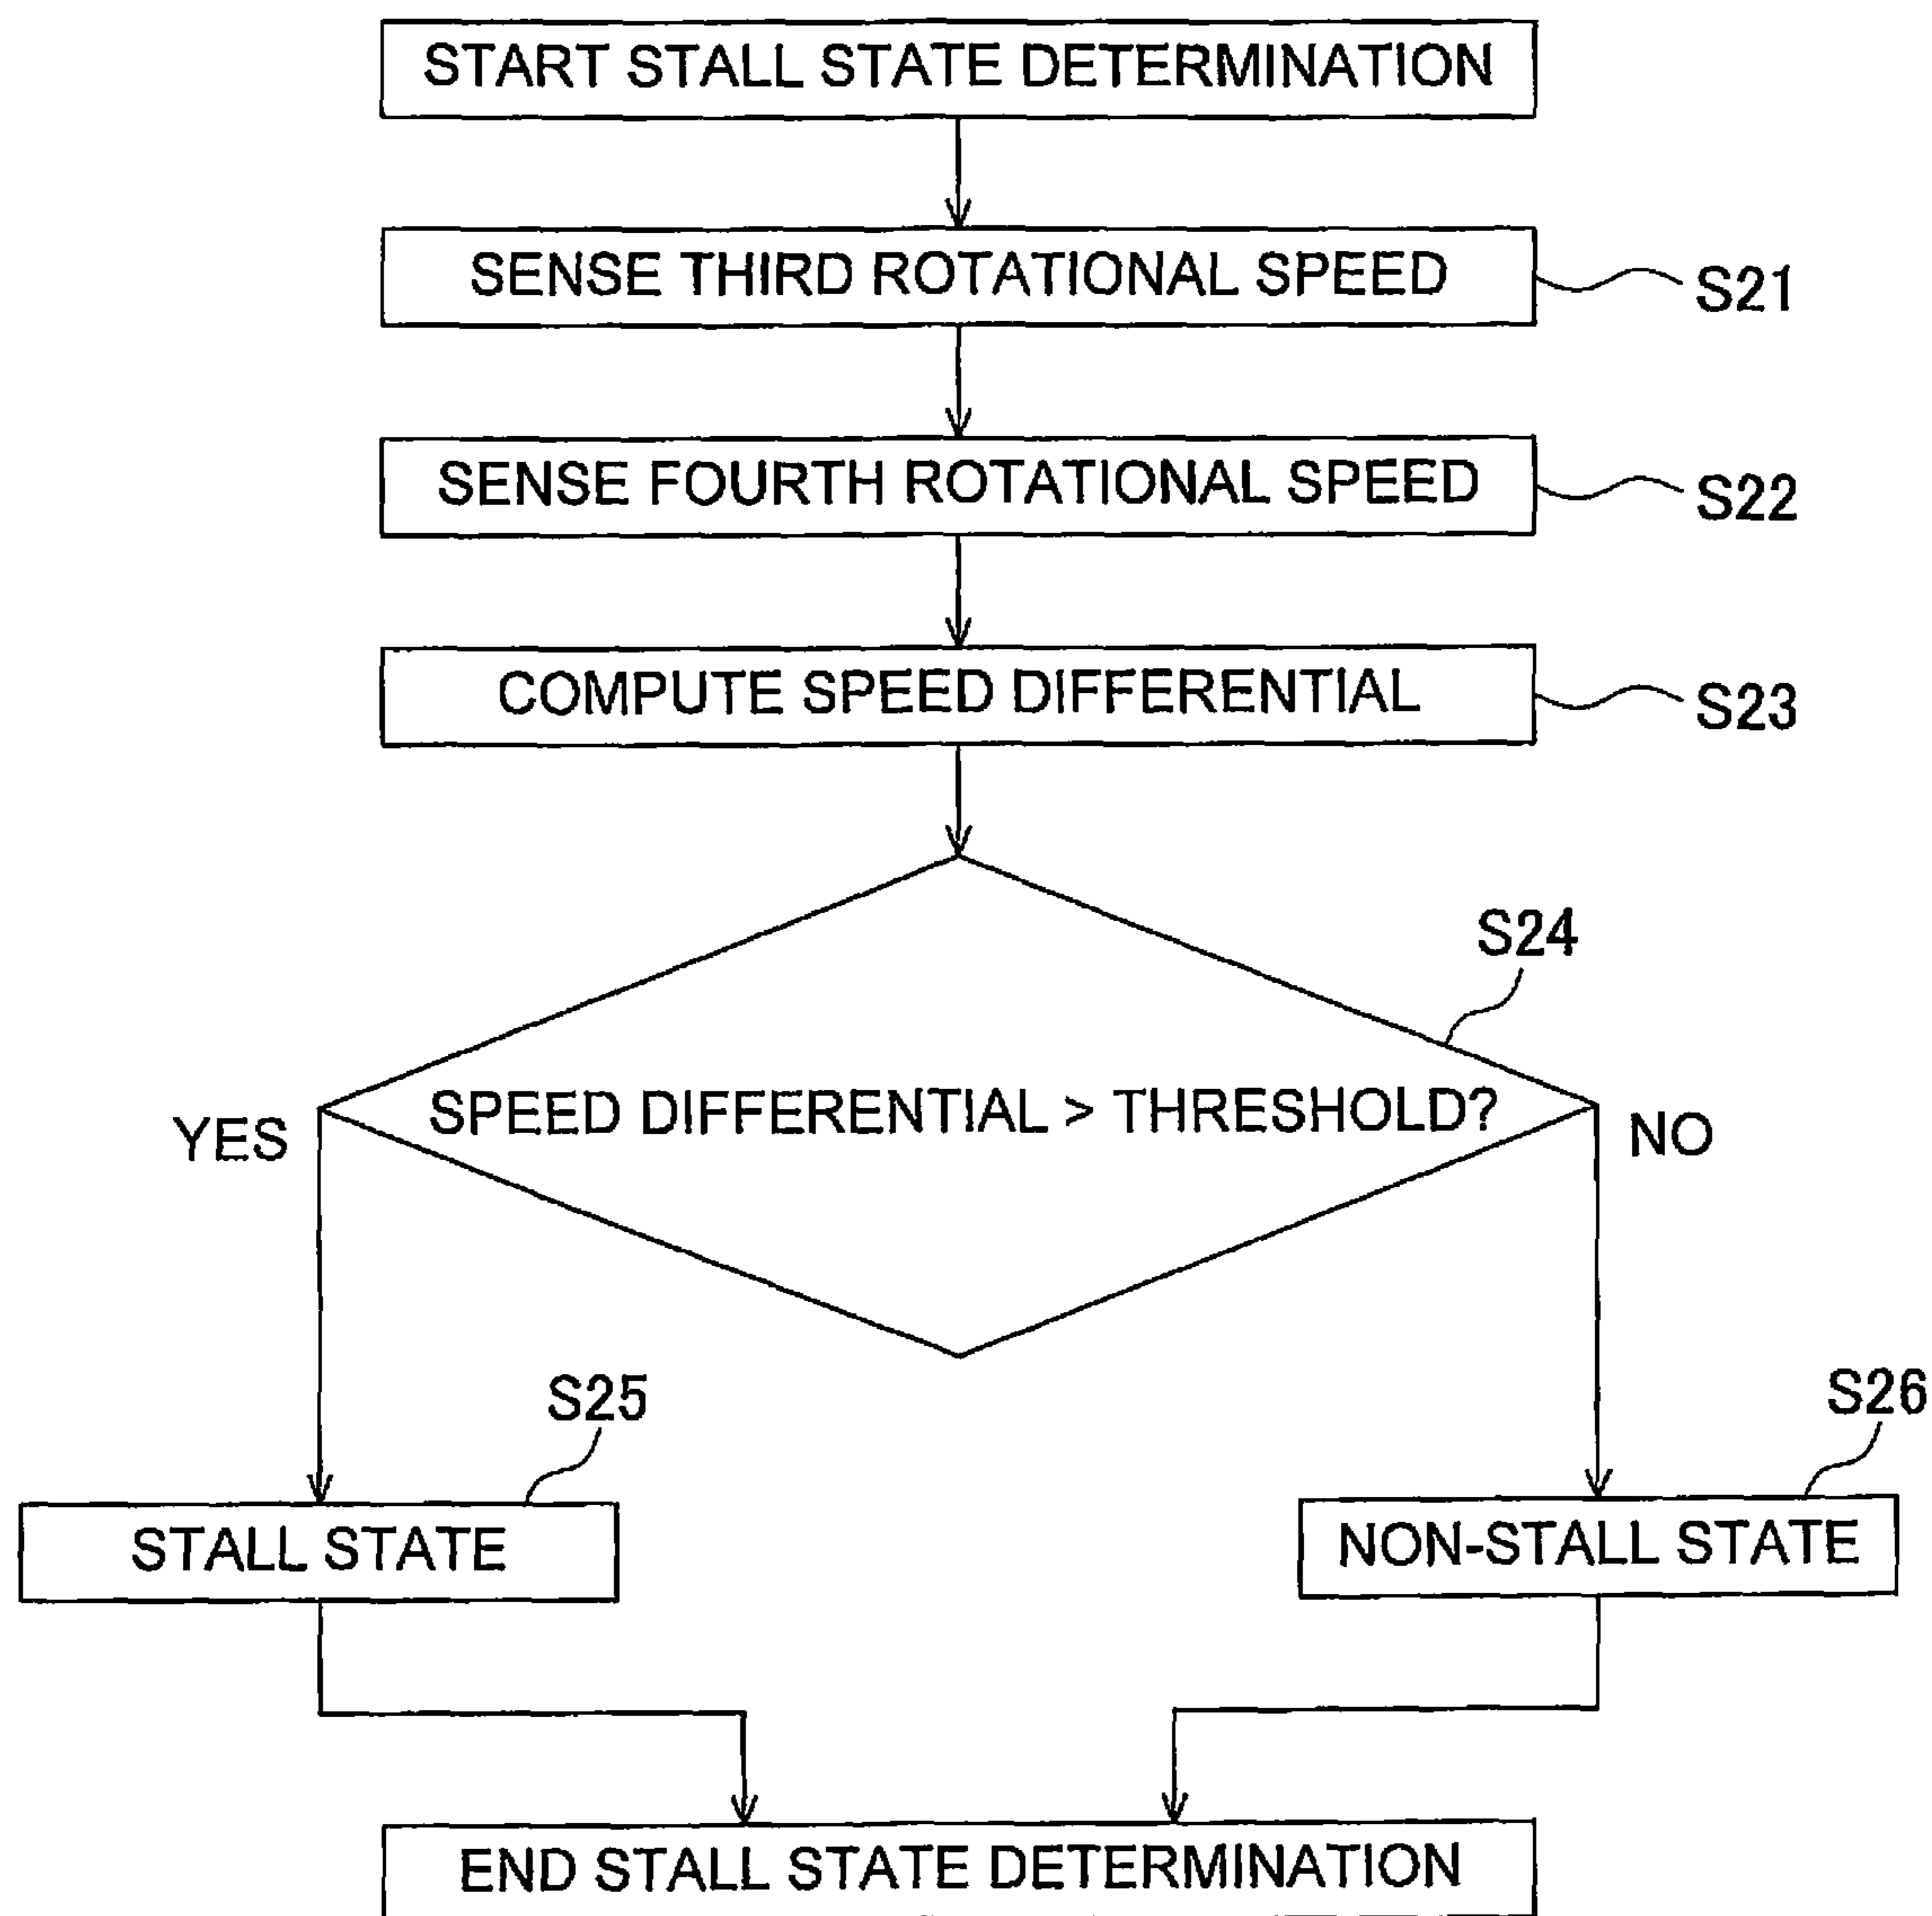 START STALL STATE DETERMINATION
SENSE THIRD ROTATIONAL SPEED
S21
SENSE FOURTH ROTATIONAL SPEED
S22
COMPUTE SPEED DIFFERENTIAL
S23
S24
SPEED DIFFERENTIAL > THRESHOLD?
YES
NO
S25
S26
STALL STATE
NON-STALL STATE
END STALL STATE DETERMINATION